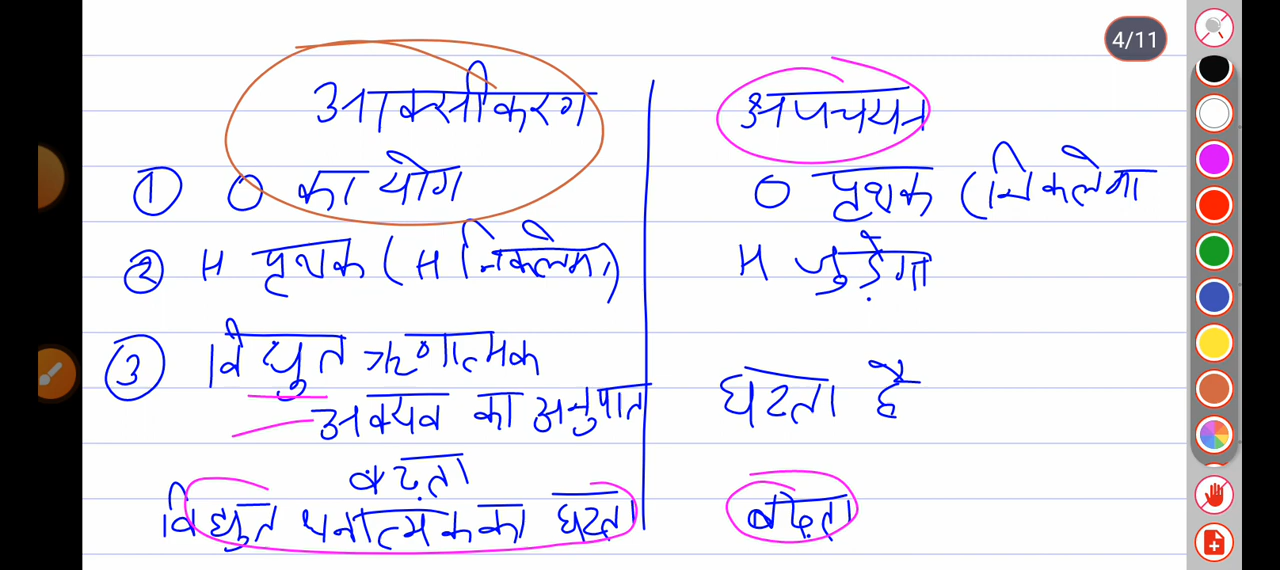 4/11
आक्सीकरण अपचयन
① O का योग O पृथक (निकलेगा
② H पृथक ( H निकलेगा) H जुड़ेगा
③ विद्युत ऋणात्मक
अवयव का अनुपात घटता है
बढ़ता
विद्युत धनात्मक का घटता बढ़ता